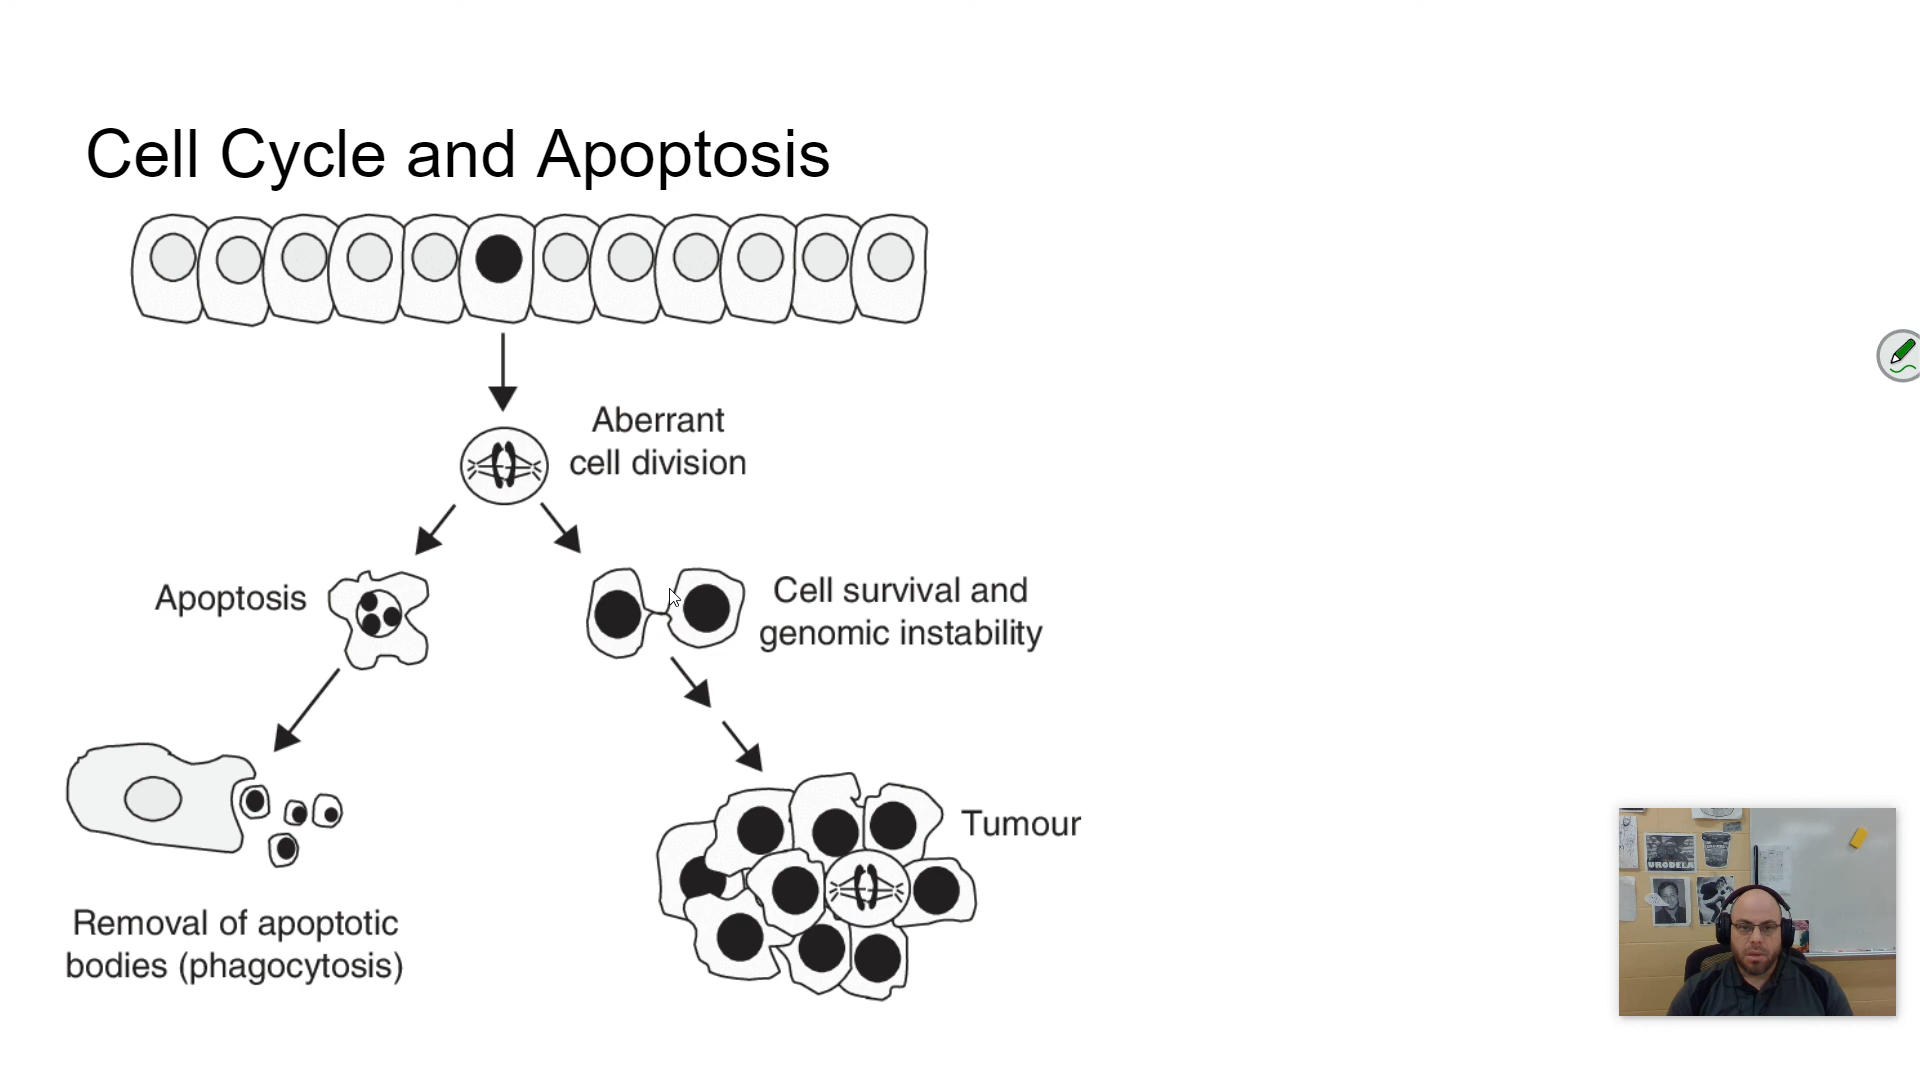 Cell Cycle and Apoptosis
Aberrant
cell division
Apoptosis
Cell survival and
genomic instability
Tumour
Removal of apoptotic
bodies (phagocytosis)
URODELA